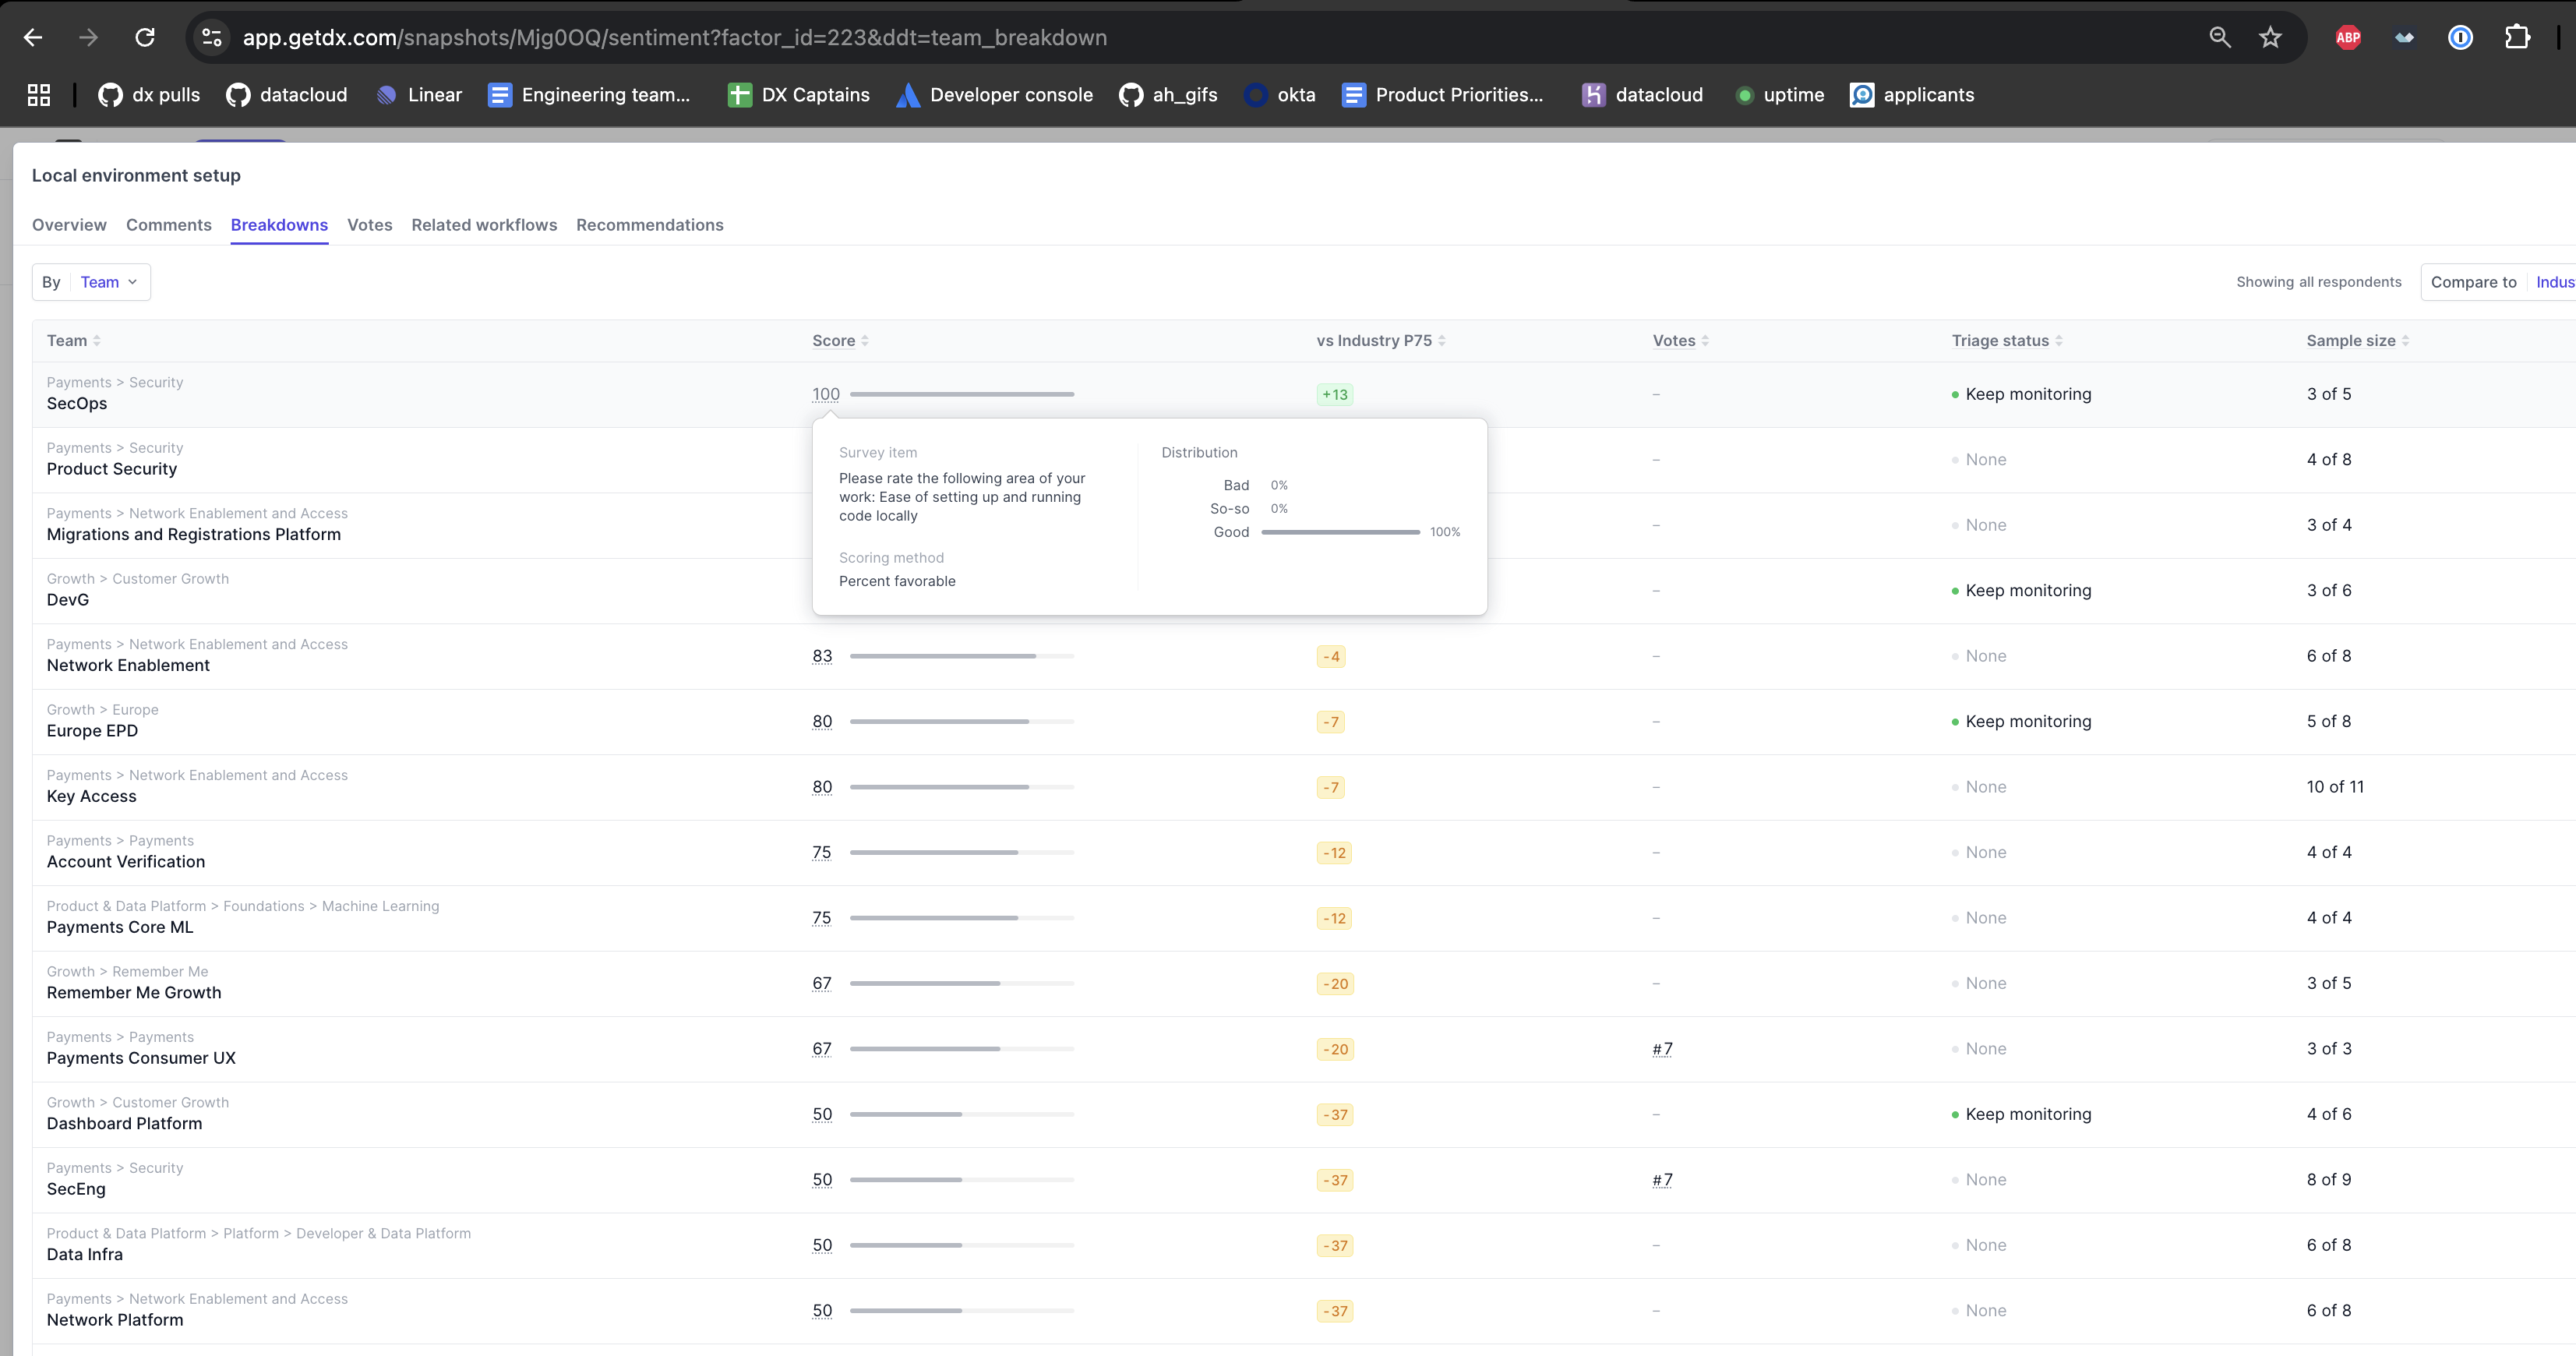 app.getdx.com/snapshots/Mjg0OQ/sentiment?factor_id=223&ddt=team_breakdown
ABP
dx pulls datacloud Linear Engineering team... DX Captains Developer console ah_gifs okta Product Priorities... datacloud uptime applicants
Local environment setup
Overview Comments Breakdowns Votes Related workflows Recommendations
By Team Showing all respondents Compare to Indus
Team Score vs Industry P75 Votes Triage status Sample size
Payments > Security
SecOps 100 +13 – Keep monitoring 3 of 5
Payments > Security
Product Security – None 4 of 8
Payments > Network Enablement and Access
Migrations and Registrations Platform – None 3 of 4
Growth > Customer Growth
DevG – Keep monitoring 3 of 6
Survey item
Please rate the following area of your
work: Ease of setting up and running
code locally
Scoring method
Percent favorable
Distribution
Bad 0%
So-so 0%
Good 100%
Payments > Network Enablement and Access
Network Enablement 83 -4 – None 6 of 8
Growth > Europe
Europe EPD 80 -7 – Keep monitoring 5 of 8
Payments > Network Enablement and Access
Key Access 80 -7 – None 10 of 11
Payments > Payments
Account Verification 75 -12 – None 4 of 4
Product & Data Platform > Foundations > Machine Learning
Payments Core ML 75 -12 – None 4 of 4
Growth > Remember Me
Remember Me Growth 67 -20 – None 3 of 5
Payments > Payments
Payments Consumer UX 67 -20 #7 None 3 of 3
Growth > Customer Growth
Dashboard Platform 50 -37 – Keep monitoring 4 of 6
Payments > Security
SecEng 50 -37 #7 None 8 of 9
Product & Data Platform > Platform > Developer & Data Platform
Data Infra 50 -37 – None 6 of 8
Payments > Network Enablement and Access
Network Platform 50 -37 – None 6 of 8